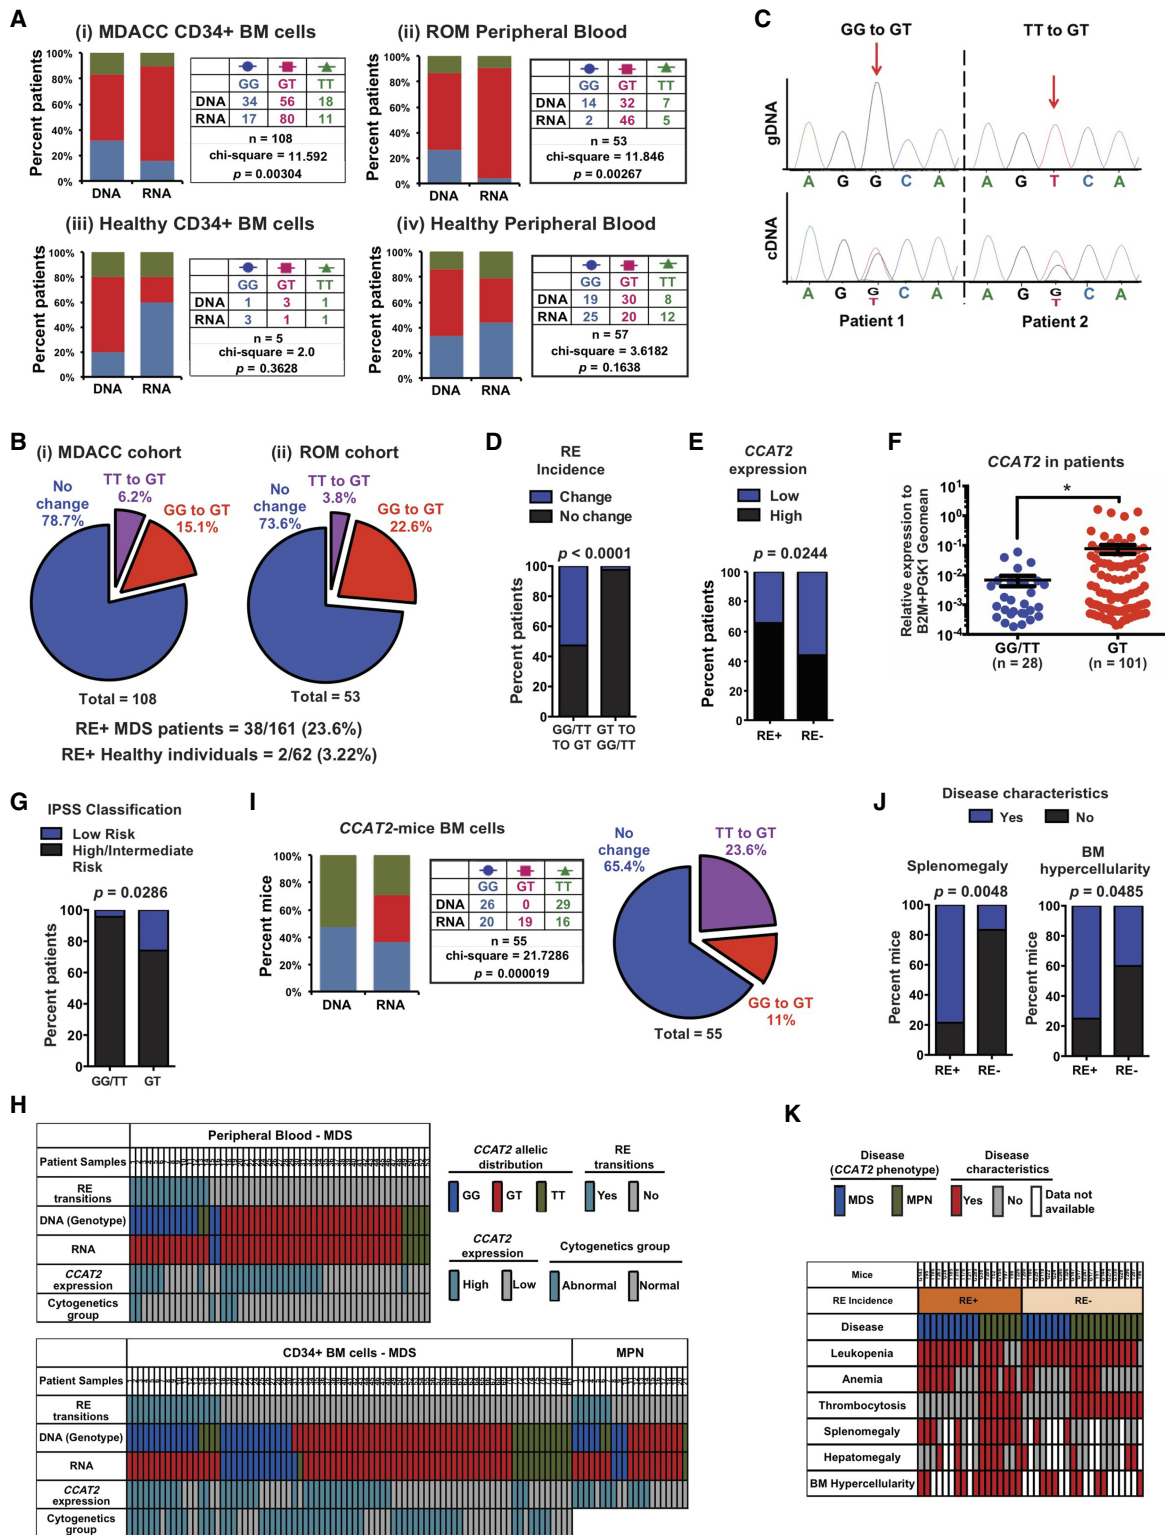 A
(i) MDACC CD34+ BM cells
Percent patients
100%
80%
60%
40%
20%
0%
DNA RNA
GG GT TT
DNA 34 56 18
RNA 17 80 11
n = 108
chi-square = 11.592
p = 0.00304
(ii) ROM Peripheral Blood
Percent patients
100%
80%
60%
40%
20%
0%
DNA RNA
GG GT TT
DNA 14 32 7
RNA 2 46 5
n = 53
chi-square = 11.846
p = 0.00267
(iii) Healthy CD34+ BM cells
Percent patients
100%
80%
60%
40%
20%
0%
DNA RNA
GG GT TT
DNA 1 3 1
RNA 3 1 1
n = 5
chi-square = 2.0
p = 0.3628
(iv) Healthy Peripheral Blood
Percent patients
100%
80%
60%
40%
20%
0%
DNA RNA
GG GT TT
DNA 19 30 8
RNA 25 20 12
n = 57
chi-square = 3.6182
p = 0.1638
C
GG to GT
TT to GT
gDNA
A G G C A
A G T C A
cDNA
A G G T C A
A G G T C A
Patient 1
Patient 2
B
(i) MDACC cohort
No change 78.7%
TT to GT 6.2%
GG to GT 15.1%
Total = 108
(ii) ROM cohort
No change 73.6%
TT to GT 3.8%
GG to GT 22.6%
Total = 53
RE+ MDS patients = 38/161 (23.6%)
RE+ Healthy individuals = 2/62 (3.22%)
D
RE
Incidence
Change
No change
p < 0.0001
Percent patients
100
80
60
40
20
0
GG/TT TO GT
GT TO GG/TT
E
CCAT2
expression
Low
High
p = 0.0244
Percent patients
100
80
60
40
20
0
RE+ RE-
F
CCAT2 in patients
Relative expression to
B2M+PGK1 Geomean
10¹
10⁰
10⁻¹
10⁻²
10⁻³
10⁻⁴
*
GG/TT
(n = 28)
GT
(n = 101)
G
IPSS Classification
Low Risk
High/Intermediate
Risk
p = 0.0286
Percent patients
100
80
60
40
20
0
GG/TT GT
I
CCAT2-mice BM cells
Percent mice
100%
80%
60%
40%
20%
0%
DNA RNA
GG GT TT
DNA 26 0 29
RNA 20 19 16
n = 55
chi-square = 21.7286
p = 0.000019
No
change
65.4%
TT to GT
23.6%
GG to GT
11%
Total = 55
J
Disease characteristics
Yes No
Splenomegaly
p = 0.0048
Percent mice
100
80
60
40
20
0
RE+ RE-
BM
hypercellularity
p = 0.0485
Percent mice
100
80
60
40
20
0
RE+ RE-
H
Peripheral Blood - MDS
Patient Samples
RE
transitions
DNA (Genotype)
RNA
CCAT2
expression
Cytogenetics
group
CCAT2 allelic
distribution
GG GT TT
RE
transitions
Yes No
CCAT2
expression
High Low
Cytogenetics group
Abnormal Normal
CD34+ BM cells - MDS MPN
Patient Samples
RE
transitions
DNA (Genotype)
RNA
CCAT2
expression
Cytogenetics
group
K
Disease
(CCAT2 phenotype)
MDS MPN
Disease
characteristics
Yes No Data not
available
Mice
RE Incidence RE+ RE-
Disease
Leukopenia
Anemia
Thrombocytosis
Splenomegaly
Hepatomegaly
BM Hypercellularity